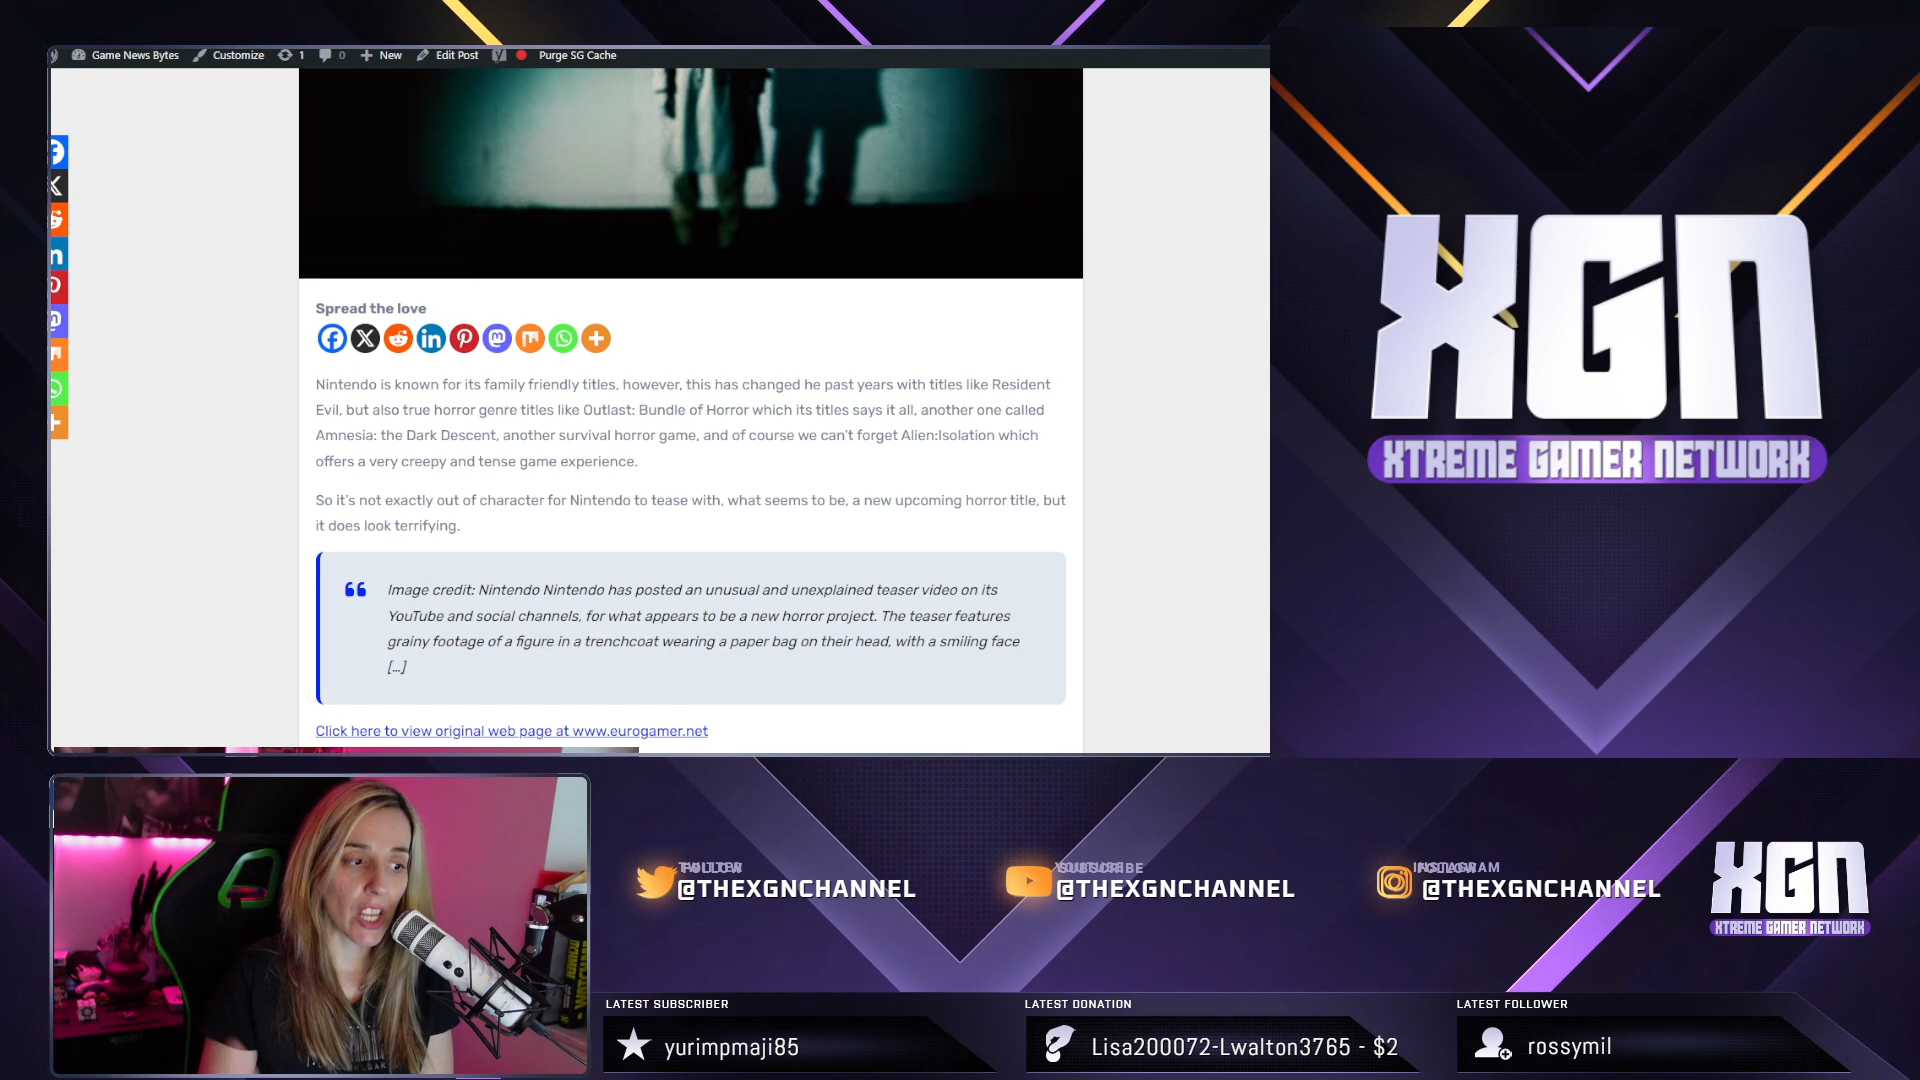 Game News Bytes Customize 1 0 New Edit Post Purge SG Cache
Spread the love
Nintendo is known for its family friendly titles, however, this has changed he past years with titles like Resident
Evil, but also true horror genre titles like Outlast: Bundle of Horror which its titles says it all, another one called
Amnesia: the Dark Descent, another survival horror game, and of course we can't forget Alien:Isolation which
offers a very creepy and tense game experience.
So it's not exactly out of character for Nintendo to tease with, what seems to be, a new upcoming horror title, but
it does look terrifying.
Image credit: Nintendo Nintendo has posted an unusual and unexplained teaser video on its
YouTube and social channels, for what appears to be a new horror project. The teaser features
grainy footage of a figure in a trenchcoat wearing a paper bag on their head, with a smiling face
[...]
Click here to view original web page at www.eurogamer.net
XGN
XTREME GAMER NETWORK
@THEXGNCHANNEL
@THEXGNCHANNEL
@THEXGNCHANNEL
XGN
XTREME GAMER NETWORK
LATEST SUBSCRIBER
yurimpmaji85
LATEST DONATION
Lisa200072-Lwalton3765 - $2
LATEST FOLLOWER
rossymil